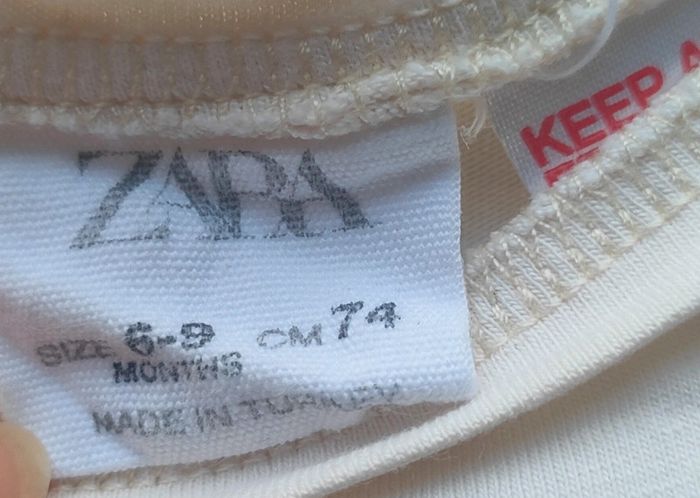 ZARA
SIZE 6-9 CM 74
MONTHS
MADE IN TURKEY
KEEP A